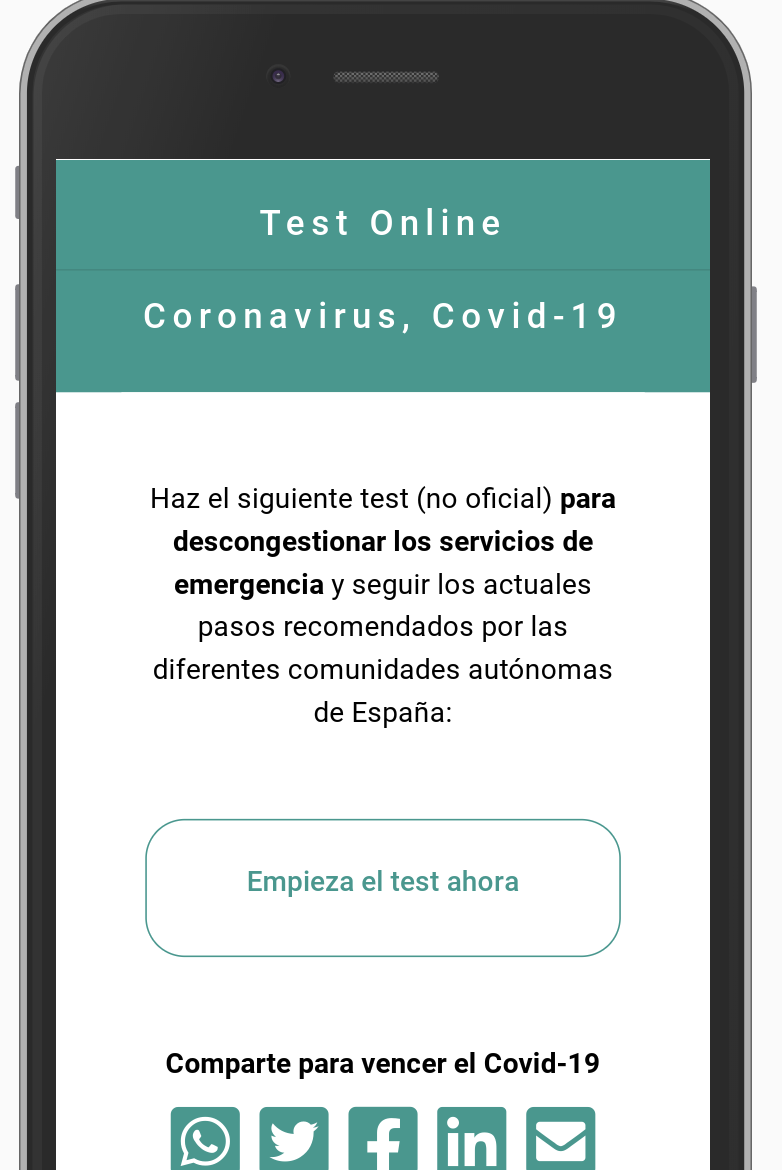 Test Online
Coronavirus, Covid-19
Haz el siguiente test (no oficial) para
descongestionar los servicios de
emergencia y seguir los actuales
pasos recomendados por las
diferentes comunidades autónomas
de España:
Empieza el test ahora
Comparte para vencer el Covid-19